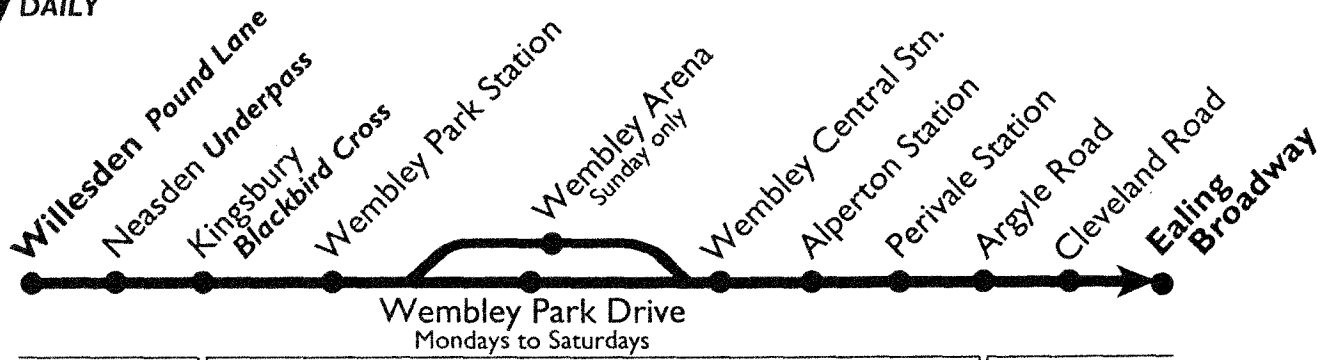 DAILY
Willesden Pound Lane
Neasden Underpass
Kingsbury
Blackbird Cross
Wembley Park Station
Wembley Arena
Sunday only
Wembley Central Stn.
Alperton Station
Perivale Station
Argyle Road
Cleveland Road
Ealing
Broadway
Wembley Park Drive
Mondays to Saturdays